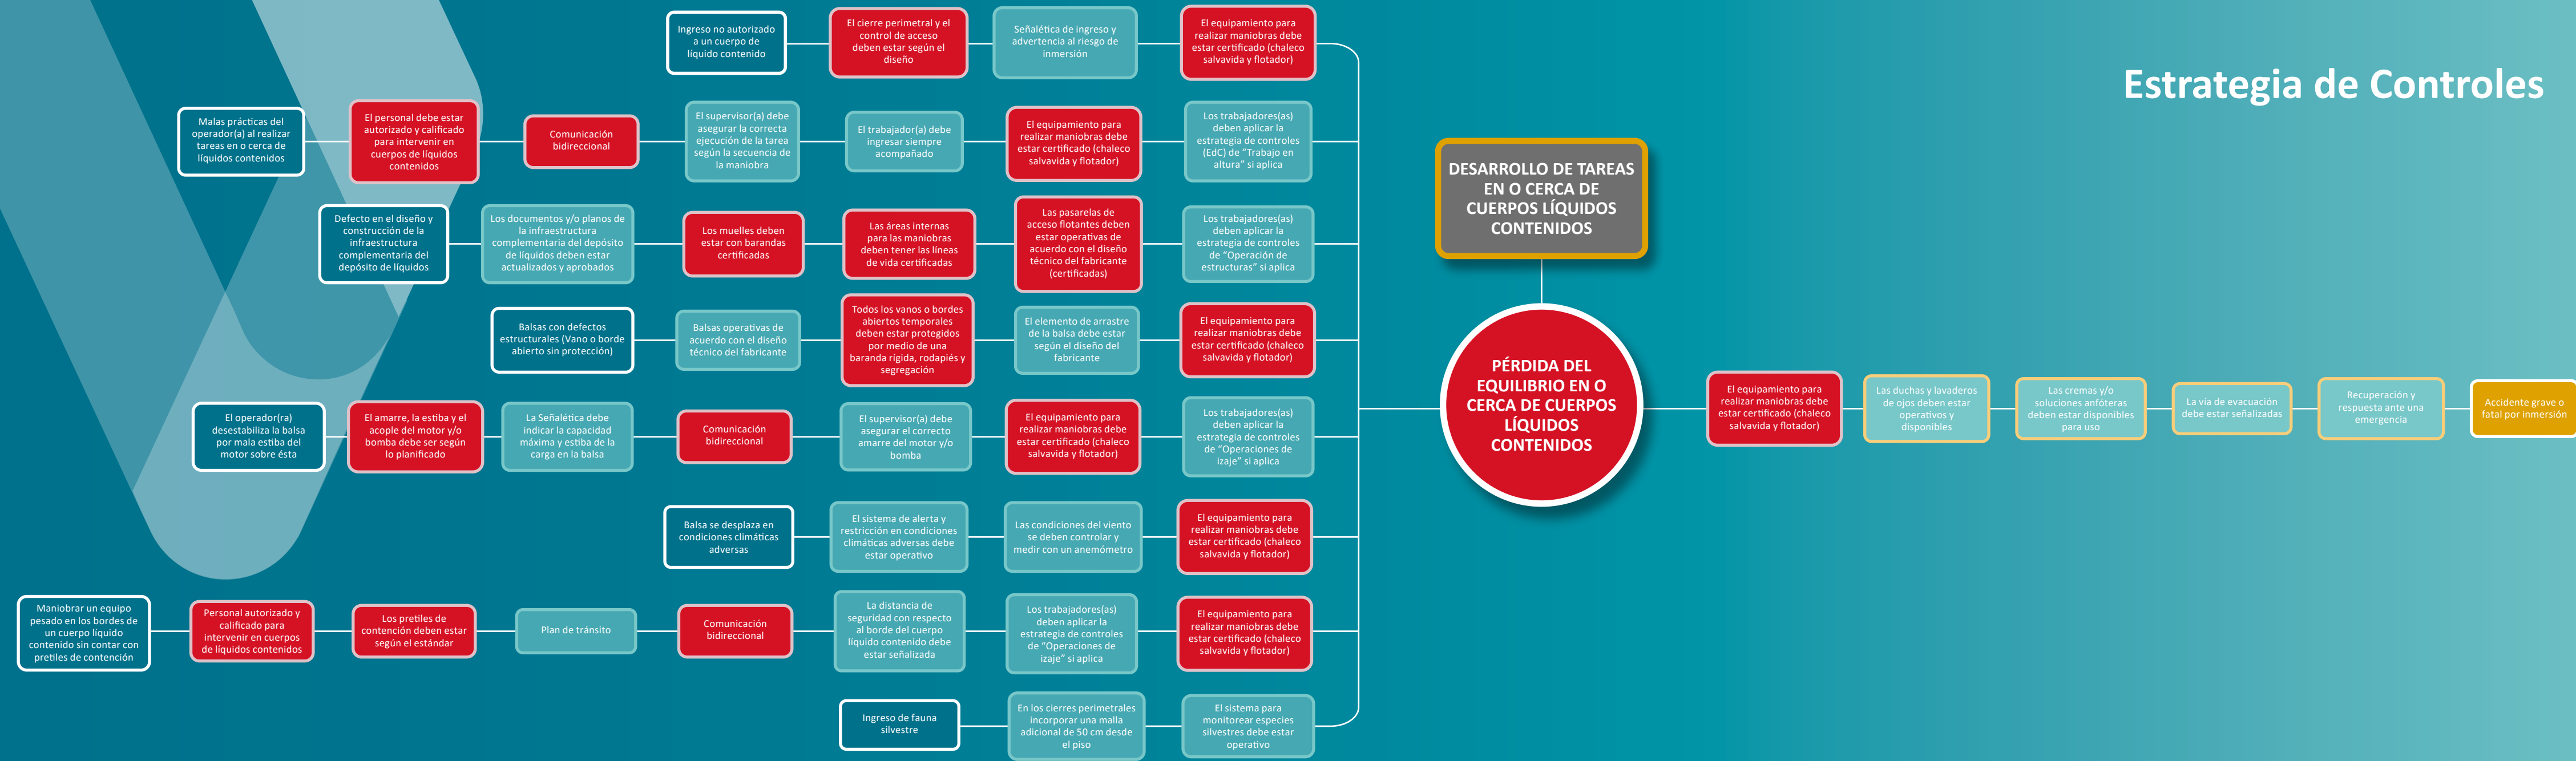 Estrategia de Controles
Ingreso no autorizado
a un cuerpo de
líquido contenido
El cierre perimetral y el
control de acceso
deben estar según el
diseño
Señalética de ingreso y
advertencia al riesgo de
inmersión
El equipamiento para
realizar maniobras debe
estar certificado (chaleco
salvavida y flotador)
Malas prácticas del
operador(a) al realizar
tareas en o cerca de
líquidos contenidos
El personal debe estar
autorizado y calificado
para intervenir en
cuerpos de líquidos
contenidos
Comunicación
bidireccional
El supervisor(a) debe
asegurar la correcta
ejecución de la tarea
según la secuencia de
la maniobra
El trabajador(a) debe
ingresar siempre
acompañado
El equipamiento para
realizar maniobras debe
estar certificado (chaleco
salvavida y flotador)
Los trabajadores(as)
deben aplicar la
estrategia de controles
(EdC) de "Trabajo en
altura" si aplica
Defecto en el diseño y
construcción de la
infraestructura
complementaria del
depósito de líquidos
Los documentos y/o planos de
la infraestructura
complementaria del depósito
de líquidos deben estar
actualizados y aprobados
Los muelles deben
estar con barandas
certificadas
Las áreas internas
para las maniobras
deben tener las líneas
de vida certificadas
Las pasarelas de
acceso flotantes deben
estar operativas de
acuerdo con el diseño
técnico del fabricante
(certificadas)
Los trabajadores(as)
deben aplicar la
estrategia de controles
de "Operación de
estructuras" si aplica
Balsas con defectos
estructurales (Vano o borde
abierto sin protección)
Balsas operativas de
acuerdo con el diseño
técnico del fabricante
Todos los vanos o bordes
abiertos temporales
deben estar protegidos
por medio de una
baranda rígida, rodapiés y
segregación
El elemento de arrastre
de la balsa debe estar
según el diseño del
fabricante
El equipamiento para
realizar maniobras debe
estar certificado (chaleco
salvavida y flotador)
El operador(ra)
desestabiliza la balsa
por mala estiba del
motor sobre ésta
El amarre, la estiba y el
acople del motor y/o
bomba debe ser según
lo planificado
La Señalética debe
indicar la capacidad
máxima y estiba de la
carga en la balsa
Comunicación
bidireccional
El supervisor(a) debe
asegurar el correcto
amarre del motor y/o
bomba
El equipamiento para
realizar maniobras debe
estar certificado (chaleco
salvavida y flotador)
Los trabajadores(as)
deben aplicar la
estrategia de controles
de "Operaciones de
izaje" si aplica
Balsa se desplaza en
condiciones climáticas
adversas
El sistema de alerta y
restricción en condiciones
climáticas adversas debe
estar operativo
Las condiciones del viento
se deben controlar y
medir con un anemómetro
El equipamiento para
realizar maniobras debe
estar certificado (chaleco
salvavida y flotador)
Maniobrar un equipo
pesado en los bordes de
un cuerpo líquido
contenido sin contar con
pretiles de contención
Personal autorizado y
calificado para
intervenir en cuerpos
de líquidos contenidos
Los pretiles de
contención deben estar
según el estándar
Plan de tránsito
Comunicación
bidireccional
La distancia de
seguridad con respecto
al borde del cuerpo
líquido contenido debe
estar señalizada
Los trabajadores(as)
deben aplicar la
estrategia de controles
de "Operaciones de
izaje" si aplica
El equipamiento para
realizar maniobras debe
estar certificado (chaleco
salvavida y flotador)
Ingreso de fauna
silvestre
En los cierres perimetrales
incorporar una malla
adicional de 50 cm desde
el piso
El sistema para
monitorear especies
silvestres debe estar
operativo
DESARROLLO DE TAREAS
EN O CERCA DE
CUERPOS LÍQUIDOS
CONTENIDOS
PÉRDIDA DEL
EQUILIBRIO EN O
CERCA DE CUERPOS
LÍQUIDOS
CONTENIDOS
El equipamiento para
realizar maniobras debe
estar certificado (chaleco
salvavida y flotador)
Las duchas y lavaderos
de ojos deben estar
operativos y
disponibles
Las cremas y/o
soluciones anfóteras
deben estar disponibles
para uso
La vía de evacuación
debe estar señalizadas
Recuperación y
respuesta ante una
emergencia
Accidente grave o
fatal por inmersión